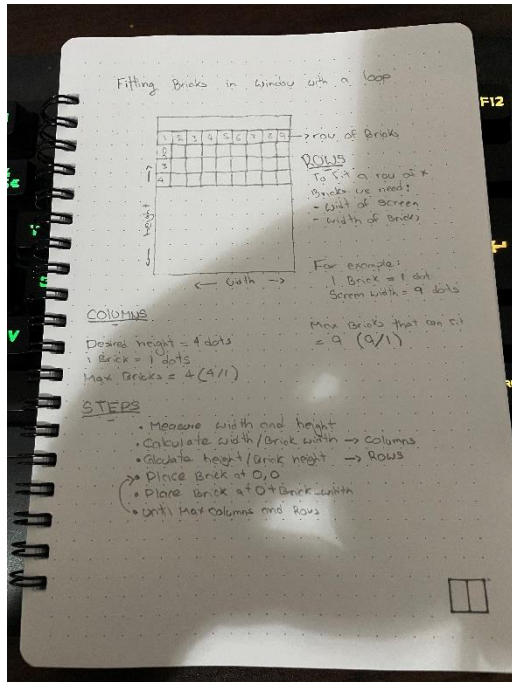 Fitting Bricks in window with a loop
1 2 3 4 5 6 7 8 9 → row of Bricks
2
3
4
height
← width →
ROWS
To fit a row of x
Bricks we need:
- widt of screen
- width of Bricks
For example:
1 Brick = 1 dot
Screen width = 9 dots
Max Bricks that can fit
= 9 (9/1)
COLUMNS
Desired height = 4 dots
1 Brick = 1 dots
Max Bricks = 4 (4/1)
STEPS
• Measure width and height
• Calculate width/Brick width → Columns
• Calculate height/Brick height → Rows
• Place Brick at 0,0
• Place Brick at 0 + Brick_width
• Until Max columns and Rows
F12